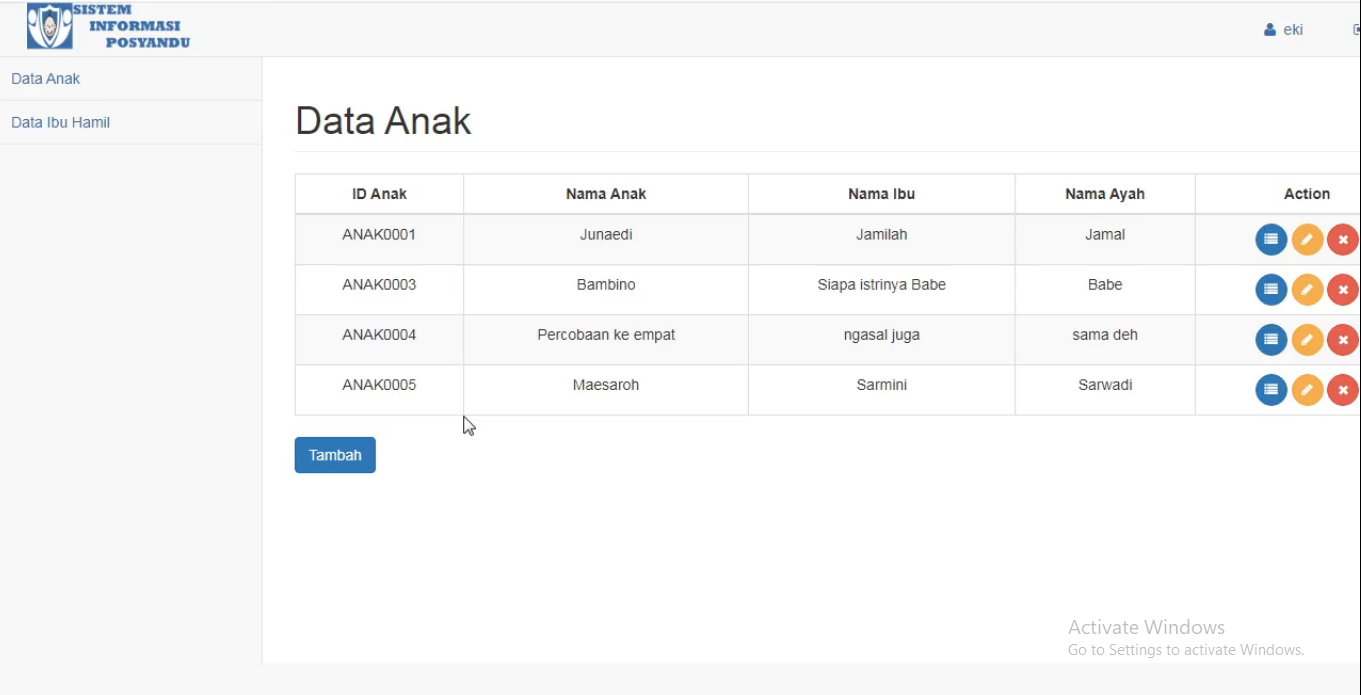 SISTEM
INFORMASI
POSYANDU
eki
Data Anak
Data Ibu Hamil
Data Anak
ID Anak Nama Anak Nama Ibu Nama Ayah Action
ANAK0001 Junaedi Jamilah Jamal
ANAK0003 Bambino Siapa istrinya Babe Babe
ANAK0004 Percobaan ke empat ngasal juga sama deh
ANAK0005 Maesaroh Sarmini Sarwadi
Tambah
Activate Windows
Go to Settings to activate Windows.